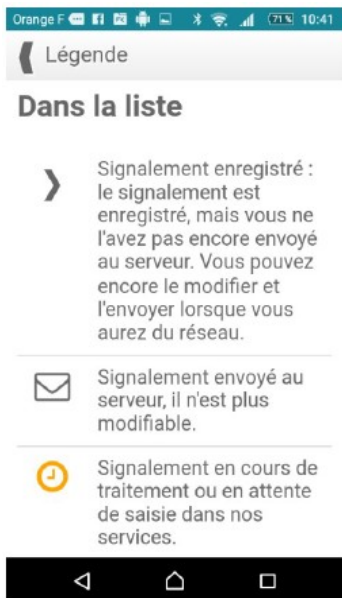 Orange F 71% 10:41
Légende
Dans la liste
Signalement enregistré :
le signalement est
enregistré, mais vous ne
l'avez pas encore envoyé
au serveur. Vous pouvez
encore le modifier et
l'envoyer lorsque vous
aurez du réseau.
Signalement envoyé au
serveur, il n'est plus
modifiable.
Signalement en cours de
traitement ou en attente
de saisie dans nos
services.